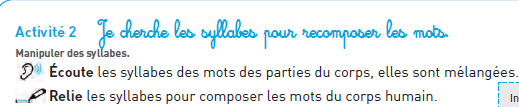 Activité 2 Je cherche les syllabes pour recomposer les mots.
Manipuler des syllabes.
Écoute les syllabes des mots des parties du corps, elles sont mélangées.
Relie les syllabes pour composer les mots du corps humain.
In